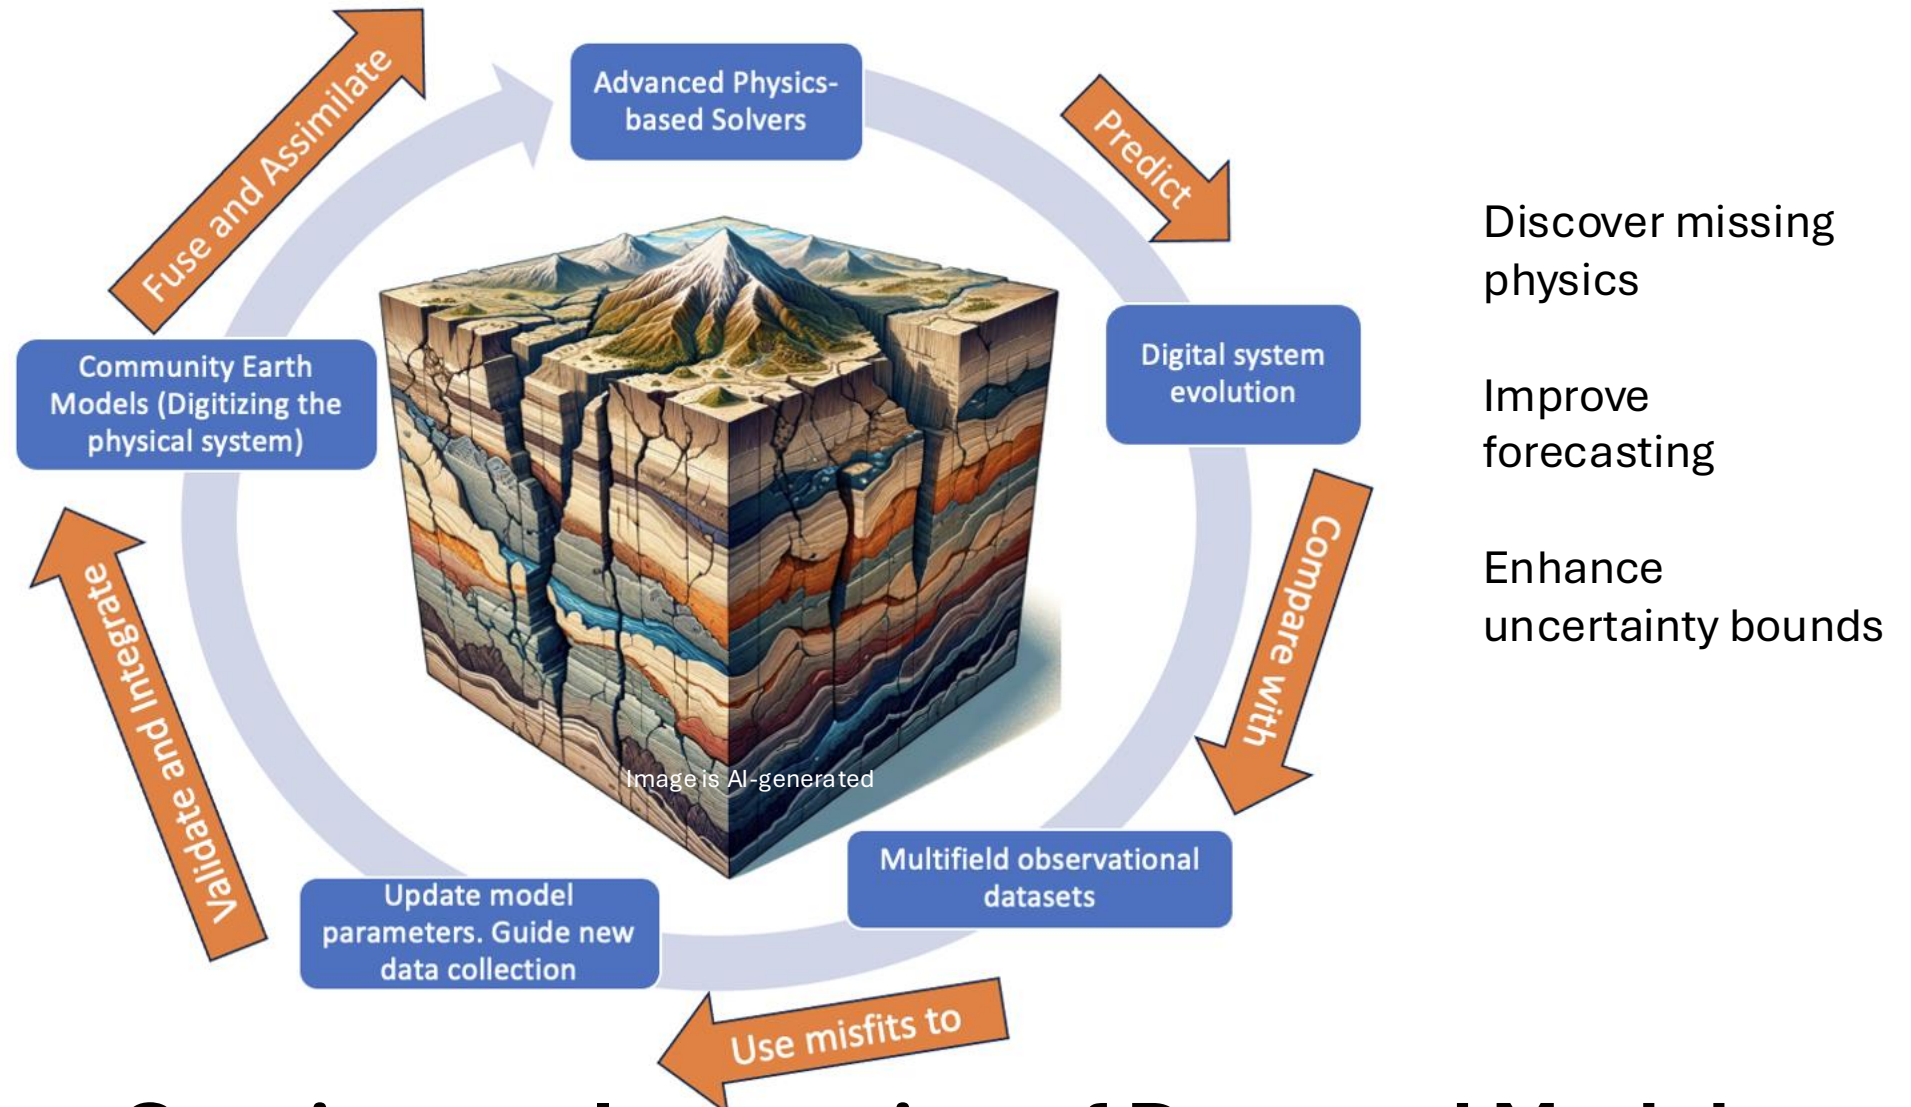 Advanced Physics-
based Solvers
Predict
Digital system
evolution
Compare with
Multifield observational
datasets
Use misfits to
Update model
parameters. Guide new
data collection
Validate and Integrate
Community Earth
Models (Digitizing the
physical system)
Fuse and Assimilate
Image is AI-generated
Discover missing
physics
Improve
forecasting
Enhance
uncertainty bounds